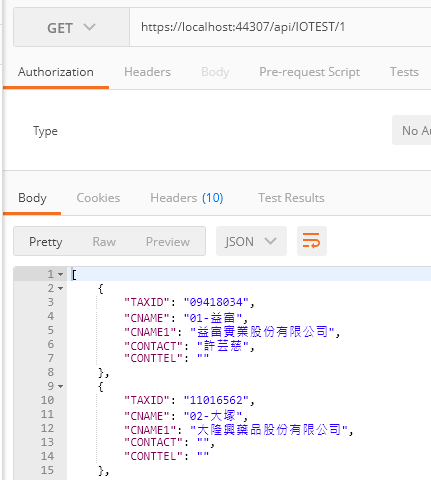 GET https://localhost:44307/api/IOTEST/1
Authorization Headers Body Pre-request Script Tests
Type No Au
Body Cookies Headers (10) Test Results
Pretty Raw Preview JSON
1 [
2 {
3 "TAXID": "09418034",
4 "CNAME": "01-益富",
5 "CNAME1": "益富實業股份有限公司",
6 "CONTACT": "許芸慈",
7 "CONTTEL": ""
8 },
9 {
10 "TAXID": "11016562",
11 "CNAME": "02-大塚",
12 "CNAME1": "大隆興藥品股份有限公司",
13 "CONTACT": "",
14 "CONTTEL": ""
15 },